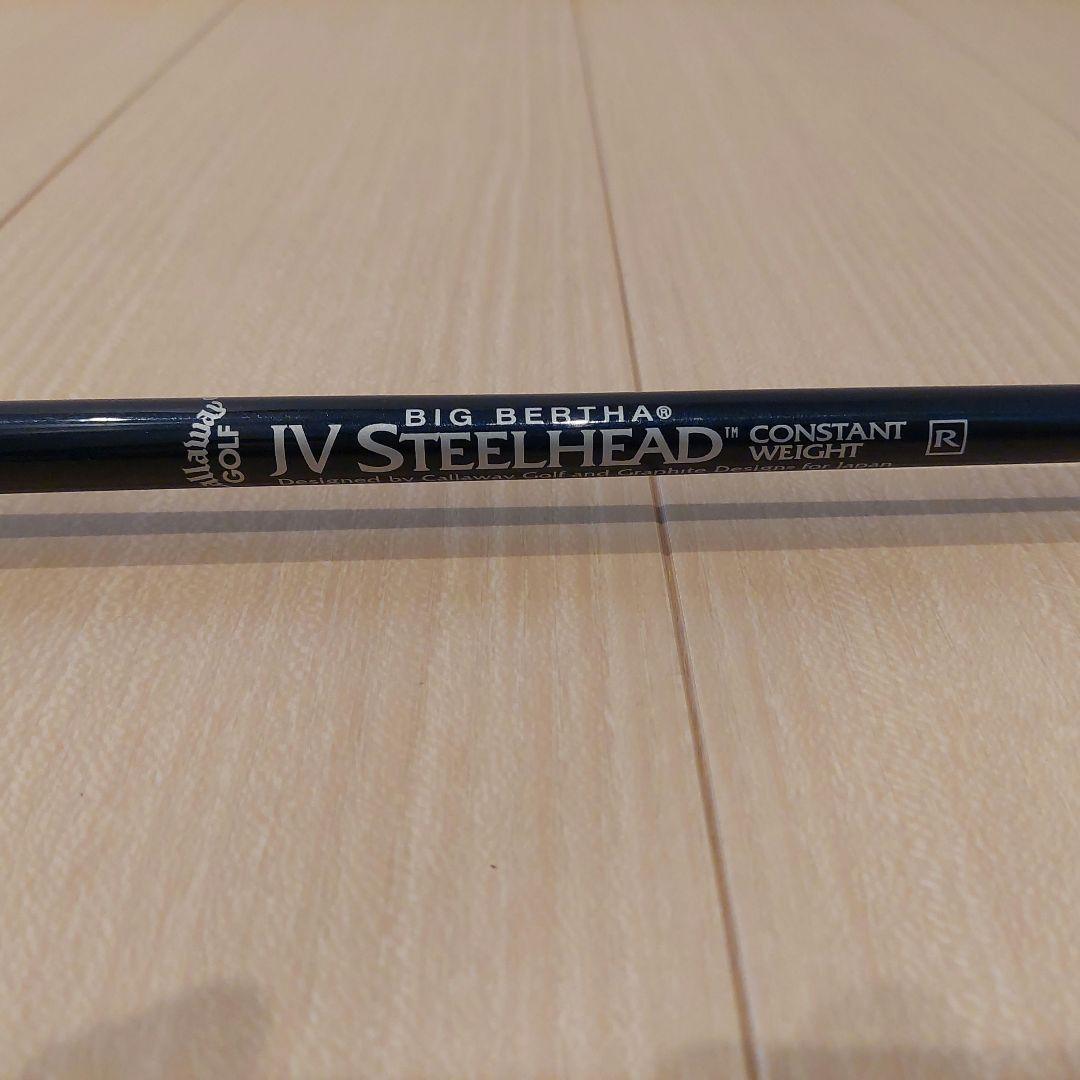 Callaway
GOLF
BIG BERTHA®
JV STEELHEAD™
CONSTANT
WEIGHT
R
Designed by Callaway Golf and Graphite Designs for Japan